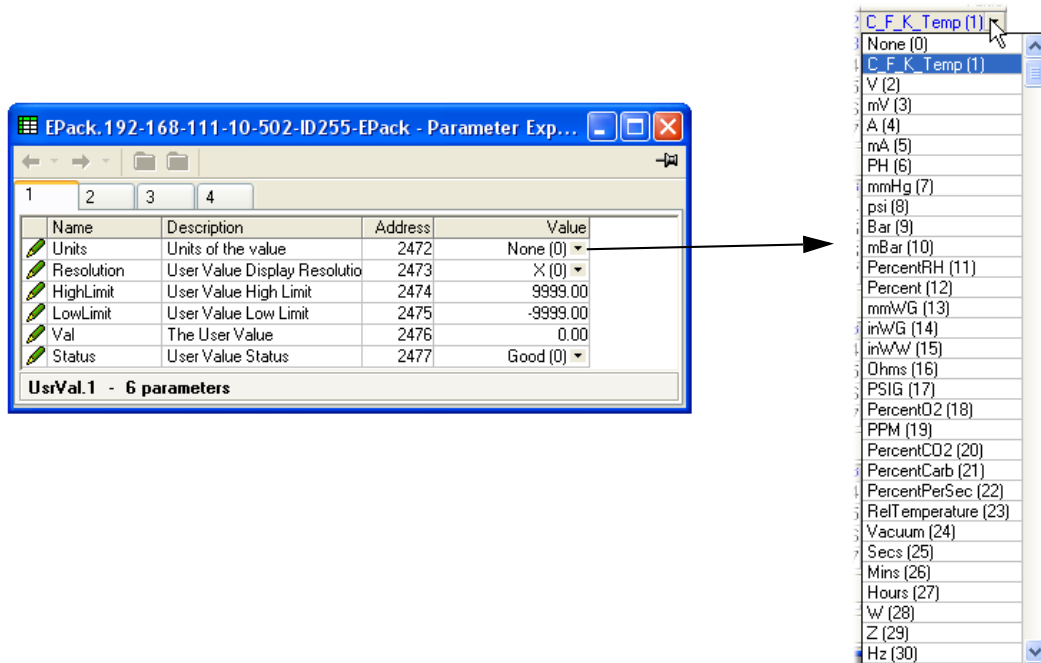 EPack.192-168-111-10-502-ID255-EPack - Parameter Exp...
1 2 3 4
Name Description Address Value
Units Units of the value 2472 None (0)
Resolution User Value Display Resolutio 2473 X (0)
HighLimit User Value High Limit 2474 9999.00
LowLimit User Value Low Limit 2475 -9999.00
Val The User Value 2476 0.00
Status User Value Status 2477 Good (0)
UsrVal.1 - 6 parameters
C_F_K_Temp (1)
None (0)
C_F_K_Temp (1)
V (2)
mV (3)
A (4)
mA (5)
PH (6)
mmHg (7)
psi (8)
Bar (9)
mBar (10)
PercentRH (11)
Percent (12)
mmWG (13)
inWG (14)
inWW (15)
Ohms (16)
PSIG (17)
PercentO2 (18)
PPM (19)
PercentCO2 (20)
PercentCarb (21)
PercentPerSec (22)
RelTemperature (23)
Vacuum (24)
Secs (25)
Mins (26)
Hours (27)
W (28)
Z (29)
Hz (30)